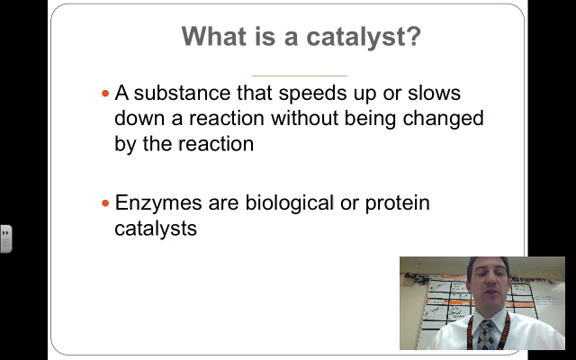 What is a catalyst?
• A substance that speeds up or slows
down a reaction without being changed
by the reaction
• Enzymes are biological or protein
catalysts